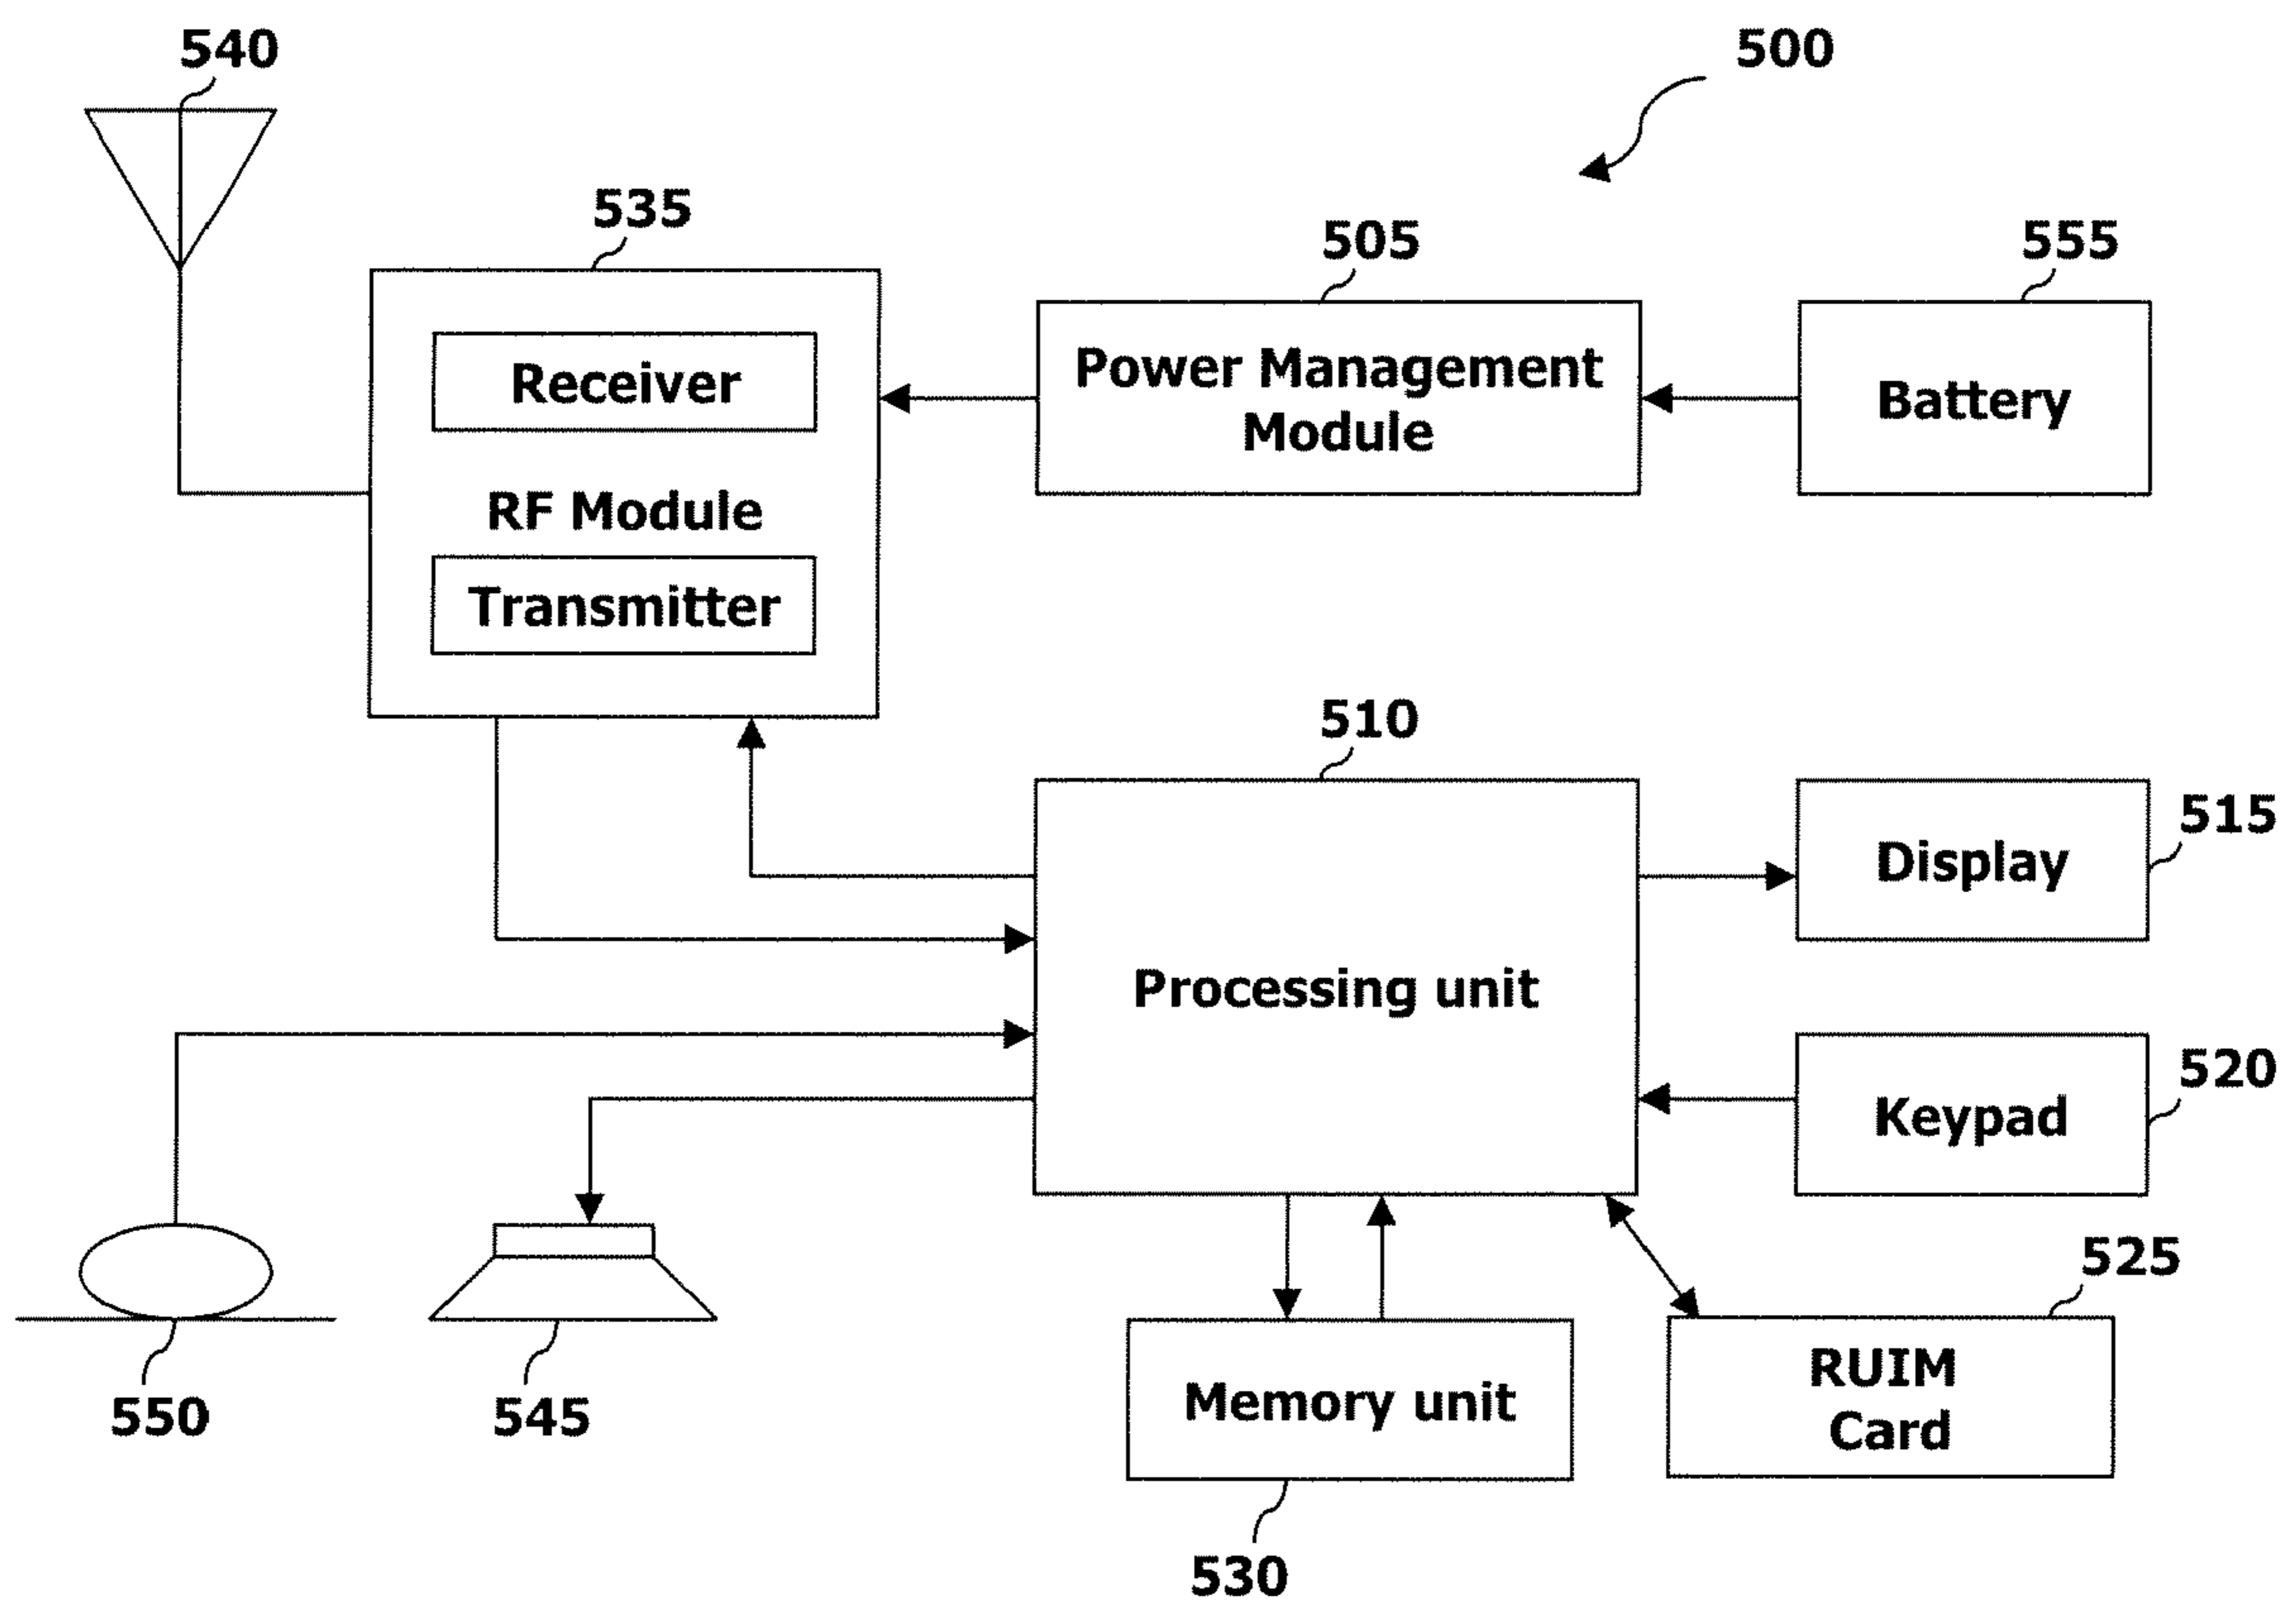 540
500
535
505
555
Receiver
Power Management
Module
Battery
RF Module
Transmitter
510
515
Display
Processing unit
520
Keypad
525
550
545
Memory unit
RUIM
Card
530